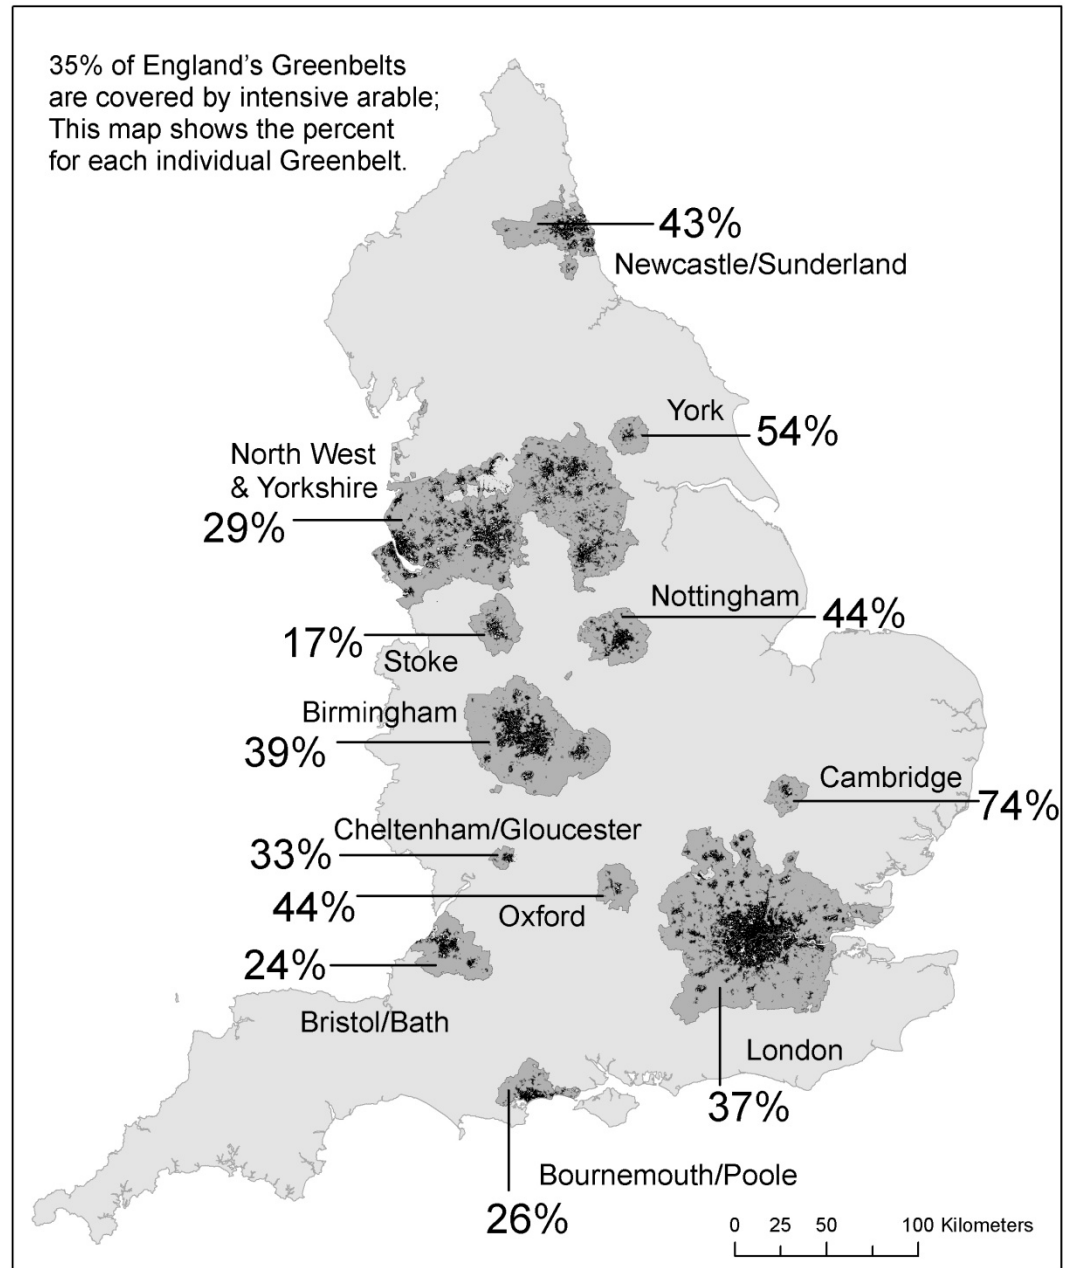 35% of England's Greenbelts
are covered by intensive arable;
This map shows the percent
for each individual Greenbelt.
43%
Newcastle/Sunderland
York
54%
North West
& Yorkshire
29%
Nottingham
44%
17%
Stoke
Birmingham
39%
Cambridge
74%
Cheltenham/Gloucester
33%
44%
Oxford
24%
Bristol/Bath
London
37%
Bournemouth/Poole
26%
0 25 50 100 Kilometers